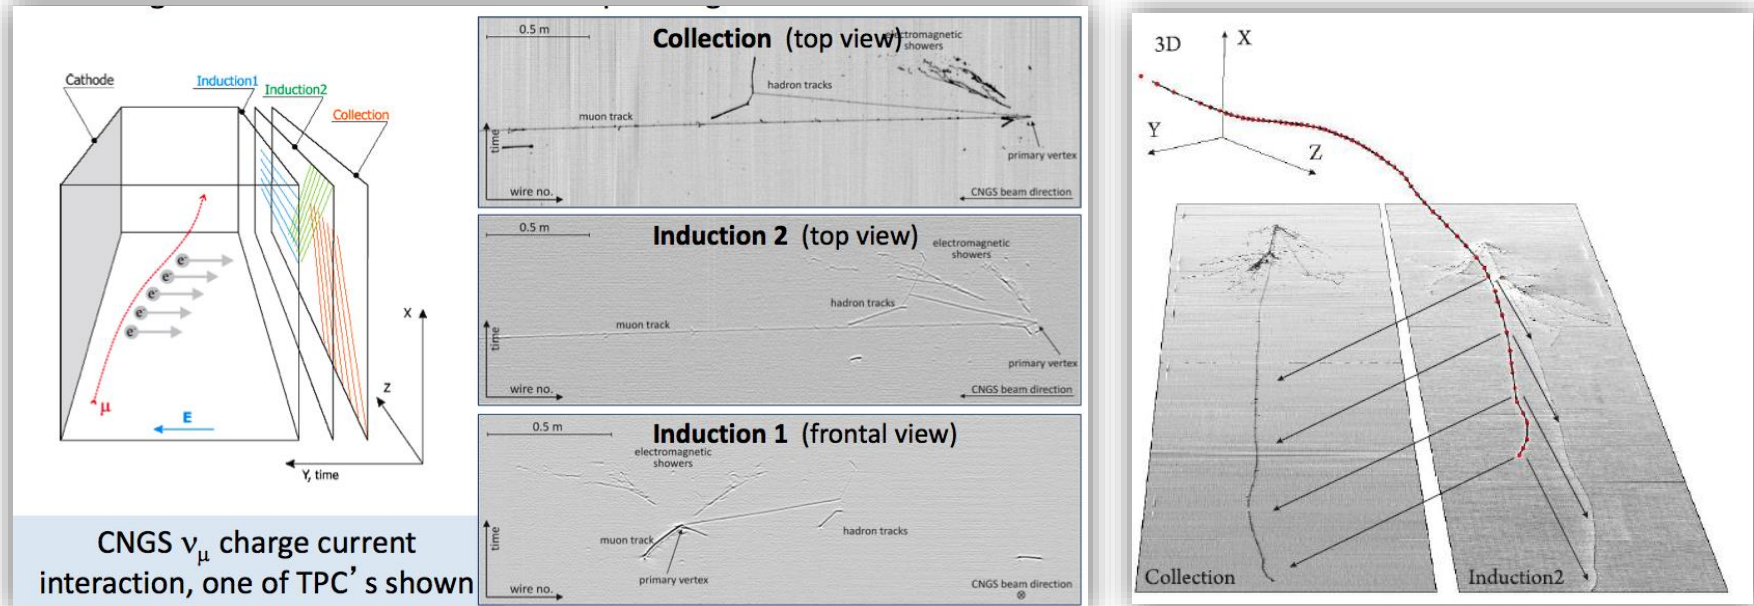 Cathode
Induction1
Induction2
Collection
e⁻
e⁻
e⁻
e⁻
e⁻
μ
E
X
Z
Y, time
CNGS νμ charge current
interaction, one of TPC's shown
0.5 m
Collection (top view)
electromagnetic
showers
hadron tracks
muon track
time
primary vertex
wire no.
CNGS beam direction
0.5 m
Induction 2 (top view)
electromagnetic
showers
hadron tracks
muon track
time
primary vertex
wire no.
CNGS beam direction
0.5 m
Induction 1 (frontal view)
electromagnetic
showers
hadron tracks
muon track
time
primary vertex
wire no.
CNGS beam direction
3D
X
Y
Z
Collection
Induction2